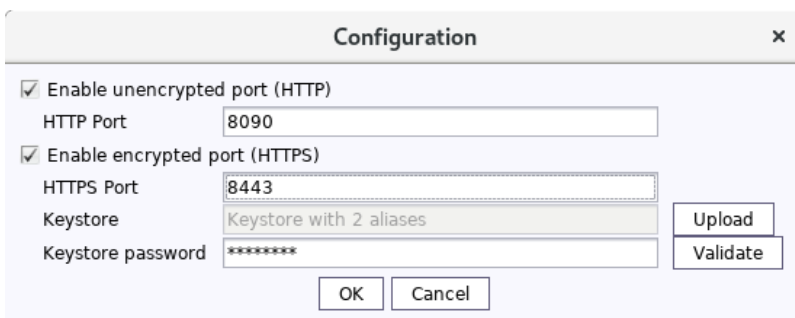 Configuration ×
Enable unencrypted port (HTTP)
HTTP Port 8090
Enable encrypted port (HTTPS)
HTTPS Port 8443
Keystore Keystore with 2 aliases Upload
Keystore password ******** Validate
OK Cancel